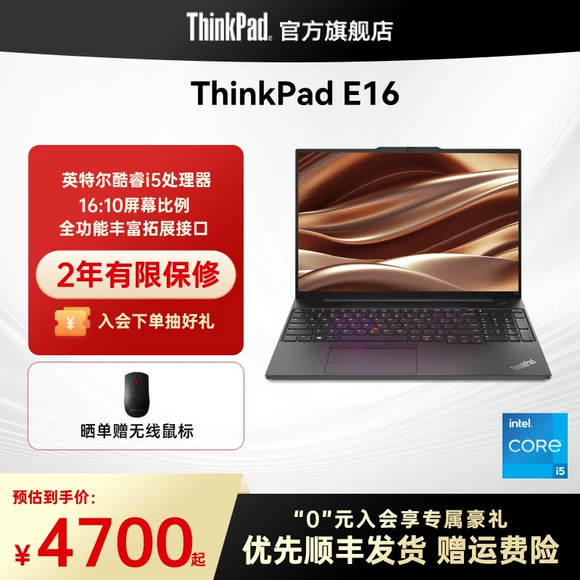 ThinkPad 官方旗舰店
ThinkPad E16
英特尔酷睿i5处理器
16:10屏幕比例
全功能丰富拓展接口
2年有限保修
入会下单抽好礼
晒单赠无线鼠标
ThinkPad
intel
CORE
i5
预估到手价:
¥4700起
“0”元入会享专属豪礼
优先顺丰发货 赠运费险